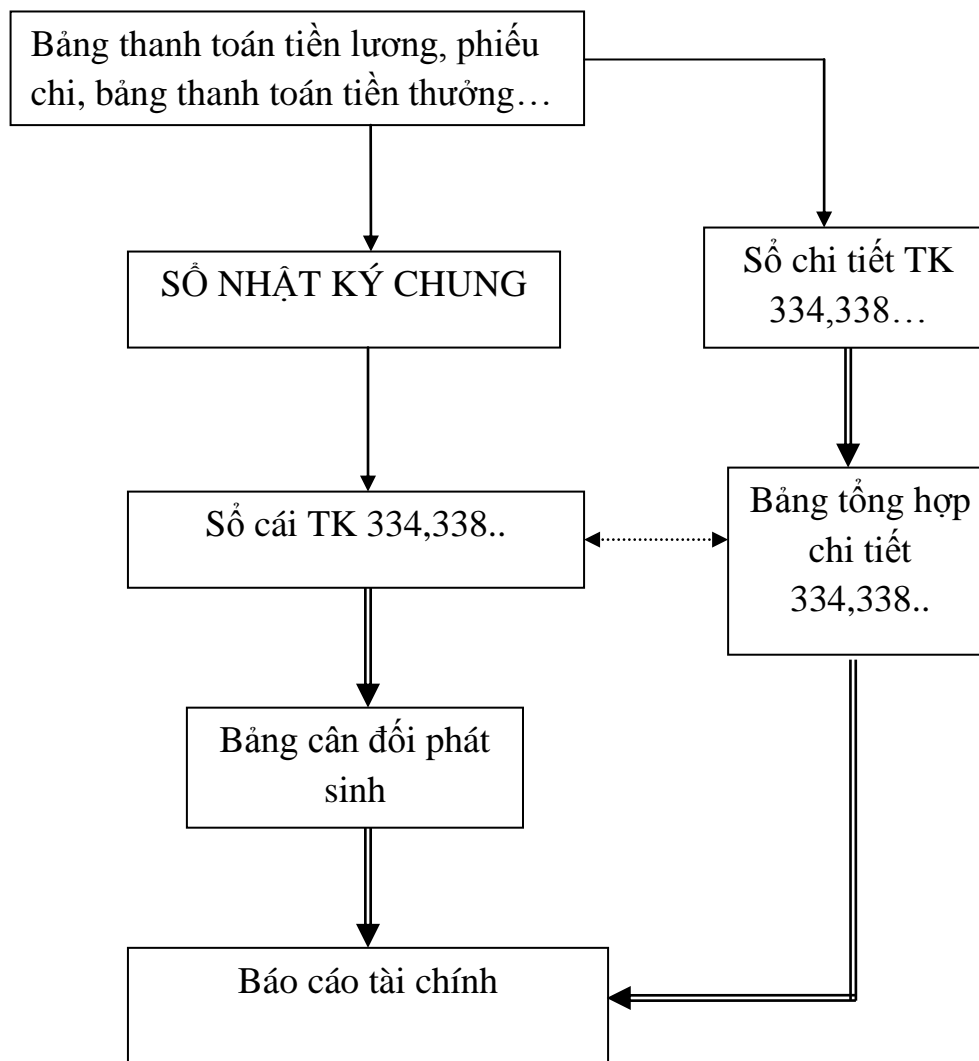 Bảng thanh toán tiền lương, phiếu
chi, bảng thanh toán tiền thưởng…
SỔ NHẬT KÝ CHUNG
Sổ chi tiết TK
334,338…
Sổ cái TK 334,338..
Bảng tổng hợp
chi tiết
334,338..
Bảng cân đối phát
sinh
Báo cáo tài chính